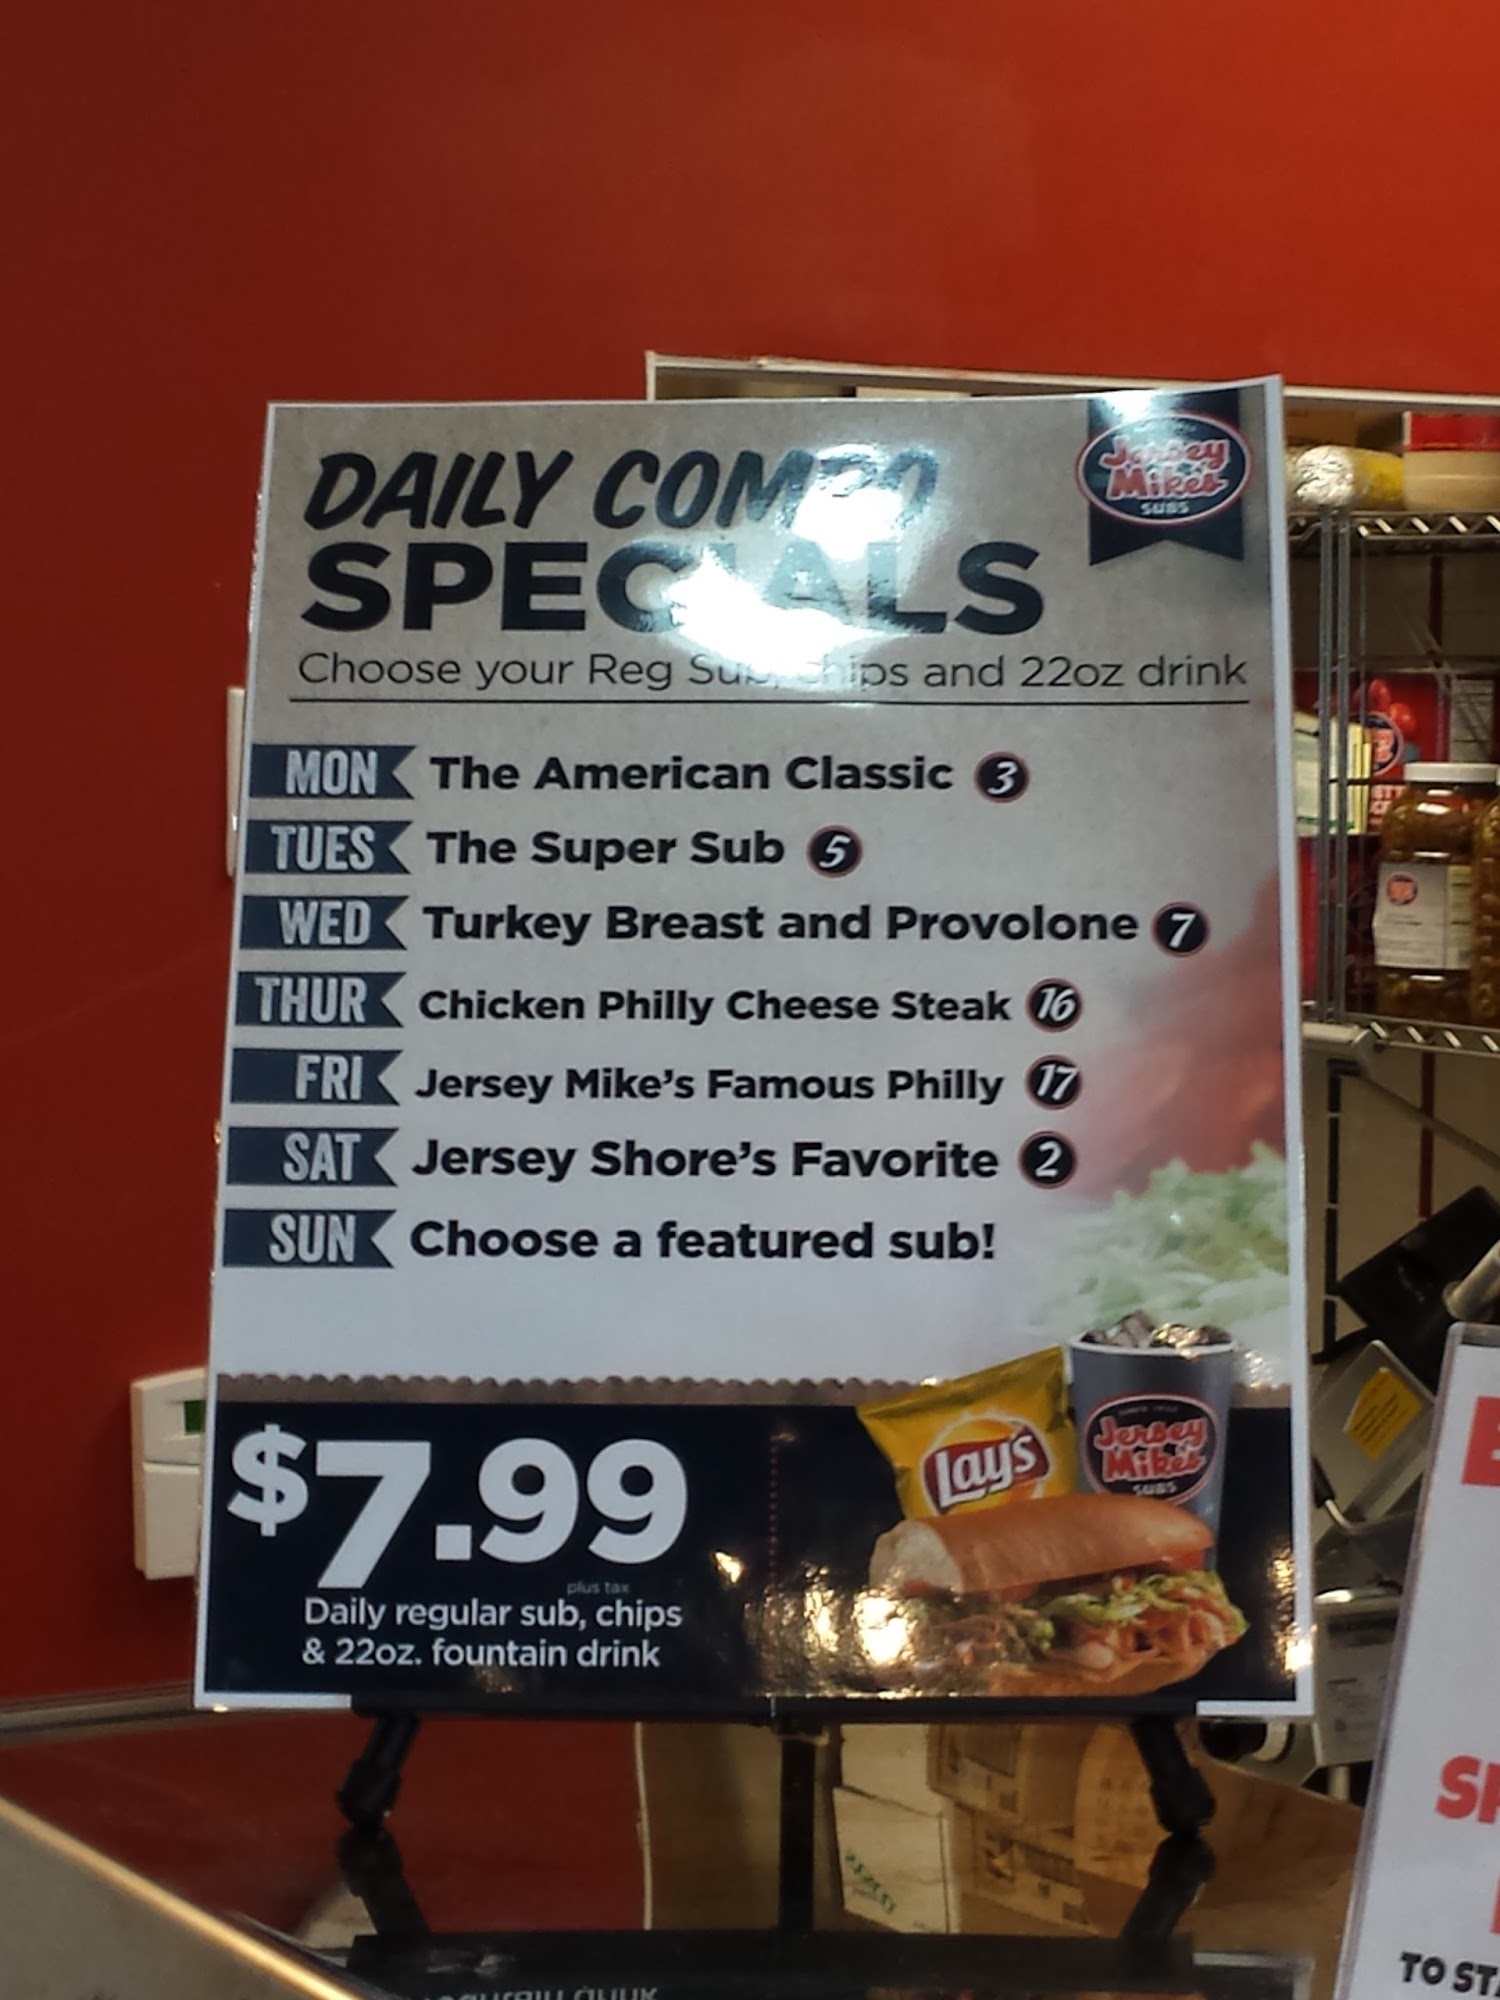 DAILY COMBO
SPECIALS
Jersey
Mike's
SUBS
Choose your Reg Sub, chips and 22oz drink
MON The American Classic 3
TUES The Super Sub 5
WED Turkey Breast and Provolone 7
THUR Chicken Philly Cheese Steak 16
FRI Jersey Mike's Famous Philly 17
SAT Jersey Shore's Favorite 2
SUN Choose a featured sub!
$7.99
plus tax
Daily regular sub, chips
& 22oz. fountain drink
Lay's
Jersey
Mike's
SUBS
TO